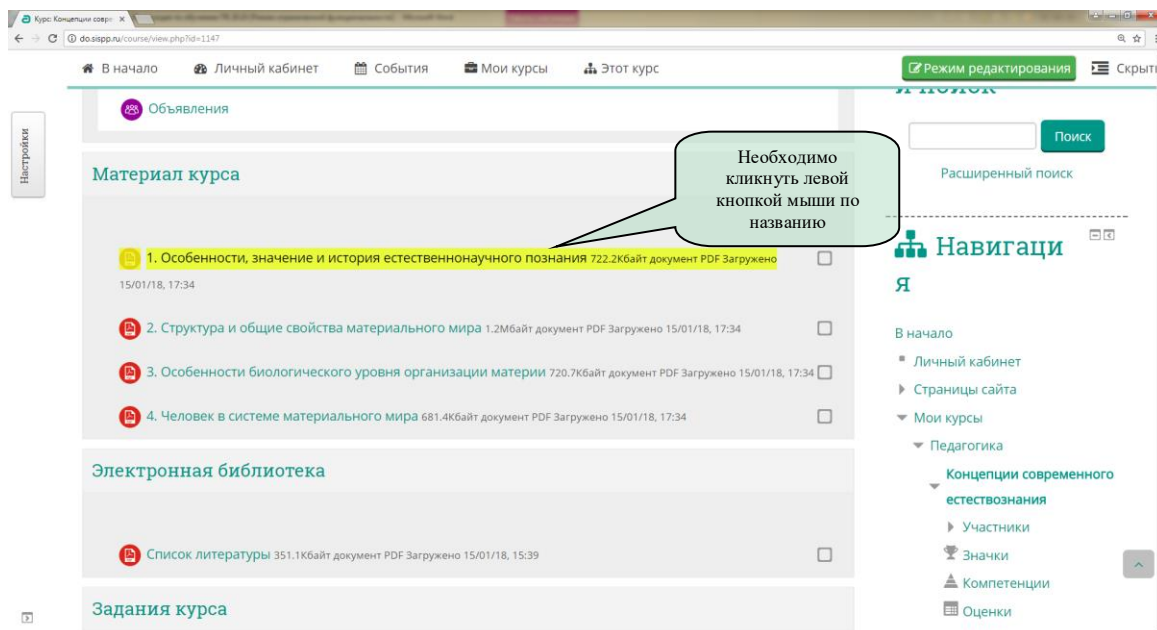 Курс: Концепции совре
do.sispp.ru/course/view.php?id=1147
В начало Личный кабинет События Мои курсы Этот курс Режим редактирования Скрыть
Настройки
Объявления
Поиск
Расширенный поиск
Материал курса
Необходимо
кликнуть левой
кнопкой мыши по
названию
1. Особенности, значение и история естественнонаучного познания 722.2Кбайт документ PDF Загружено
15/01/18, 17:34
2. Структура и общие свойства материального мира 1.2Мбайт документ PDF Загружено 15/01/18, 17:34
3. Особенности биологического уровня организации материи 720.7Кбайт документ PDF Загружено 15/01/18, 17:34
4. Человек в системе материального мира 681.4Кбайт документ PDF Загружено 15/01/18, 17:34
Электронная библиотека
Список литературы 351.1Кбайт документ PDF Загружено 15/01/18, 15:39
Задания курса
Навигаци
я
В начало
Личный кабинет
Страницы сайта
Мои курсы
Педагогика
Концепции современного
естествознания
Участники
Значки
Компетенции
Оценки